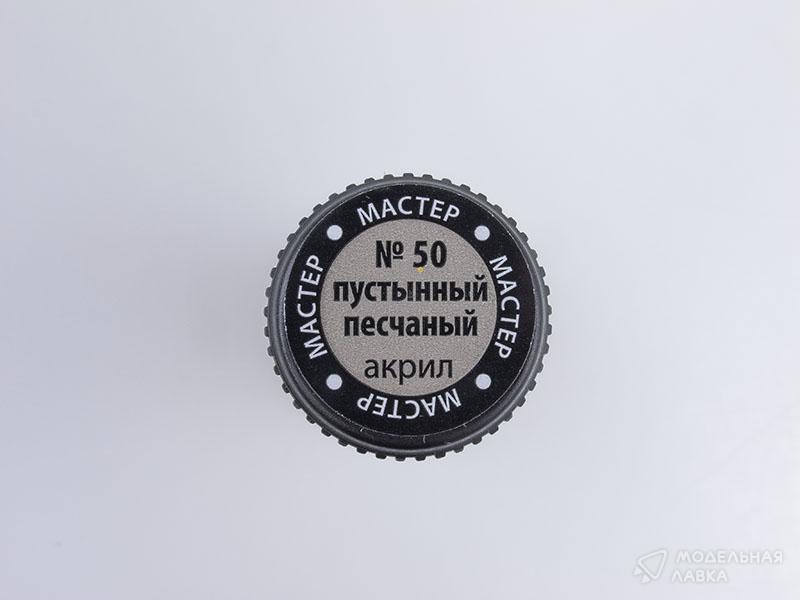 МАСТЕР
№ 50
пустынный
песчаный
акрил
МАСТЕР
МАСТЕР
МАСТЕР
МОДЕЛЬНАЯ
ЛАВКА